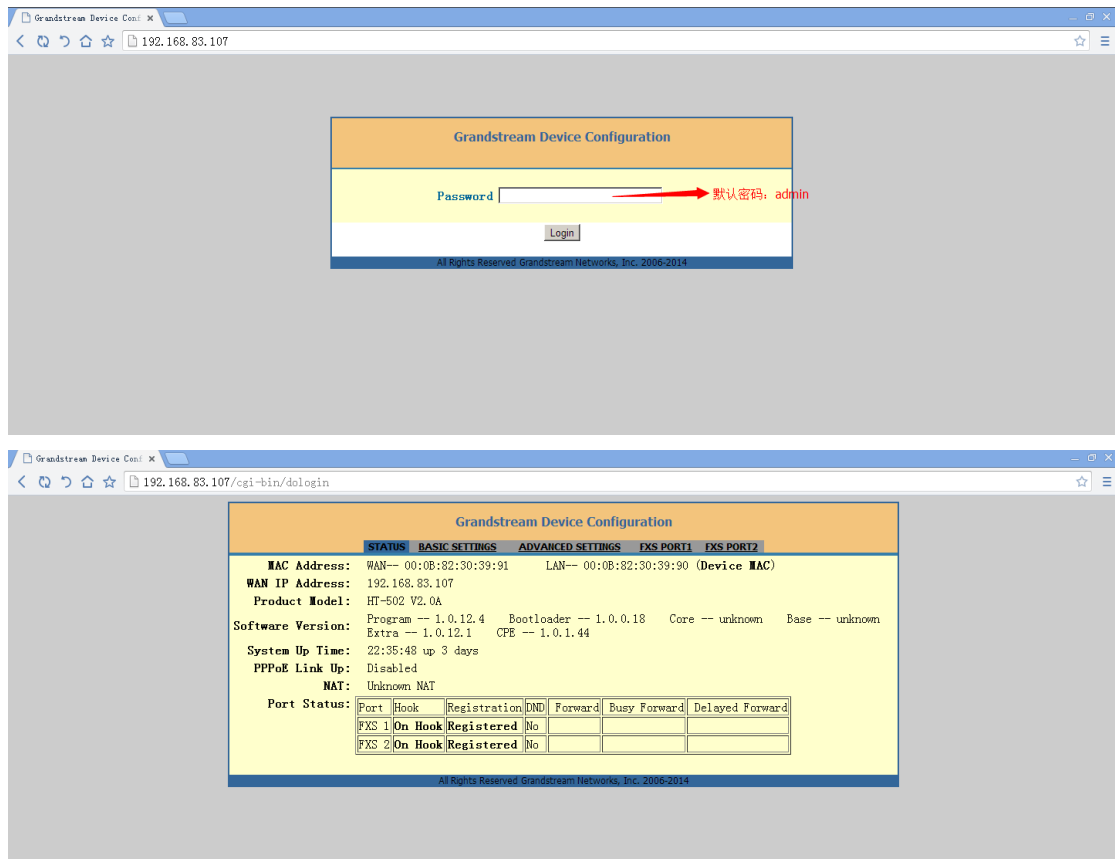 Grandstream Device Conf
192.168.83.107
Grandstream Device Configuration
Password
默认密码：admin
Login
All Rights Reserved Grandstream Networks, Inc. 2006-2014
Grandstream Device Conf
192.168.83.107/cgi-bin/dologin
Grandstream Device Configuration
STATUS BASIC SETTINGS ADVANCED SETTINGS FXS PORT1 FXS PORT2
MAC Address: WAN-- 00:0B:82:30:39:91 LAN-- 00:0B:82:30:39:90 (Device MAC)
WAN IP Address: 192.168.83.107
Product Model: HT-502 V2.0A
Software Version: Program -- 1.0.12.4 Bootloader -- 1.0.0.18 Core -- unknown Base -- unknown
Extra -- 1.0.12.1 CPE -- 1.0.1.44
System Up Time: 22:35:48 up 3 days
PPPoE Link Up: Disabled
NAT: Unknown NAT
Port Status: Port Hook Registration DND Forward Busy Forward Delayed Forward
FXS 1 On Hook Registered No
FXS 2 On Hook Registered No
All Rights Reserved Grandstream Networks, Inc. 2006-2014